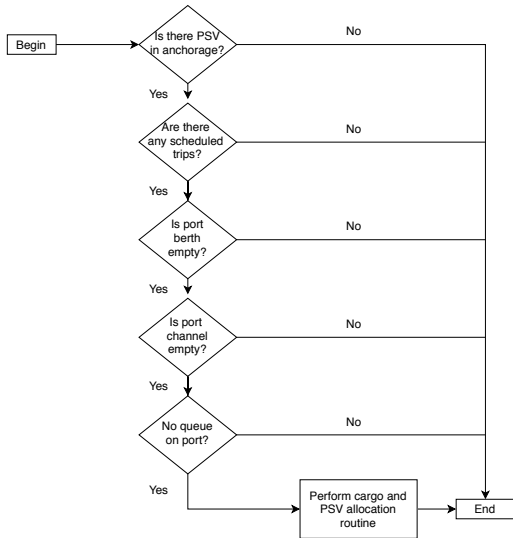 Begin
Is there PSV
in anchorage?
No
Yes
Are there
any scheduled
trips?
No
Yes
Is port
berth
empty?
No
Yes
Is port
channel
empty?
No
Yes
No queue
on port?
No
Yes
Perform cargo and
PSV allocation
routine
End